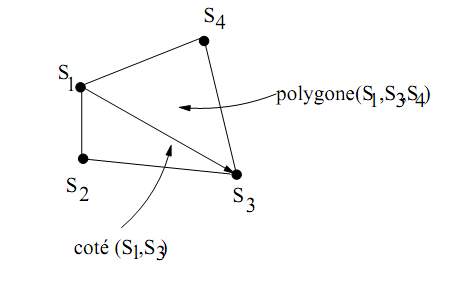 S4
S1
polygone(S1,S3,S4)
S2
S3
coté (S1,S3)